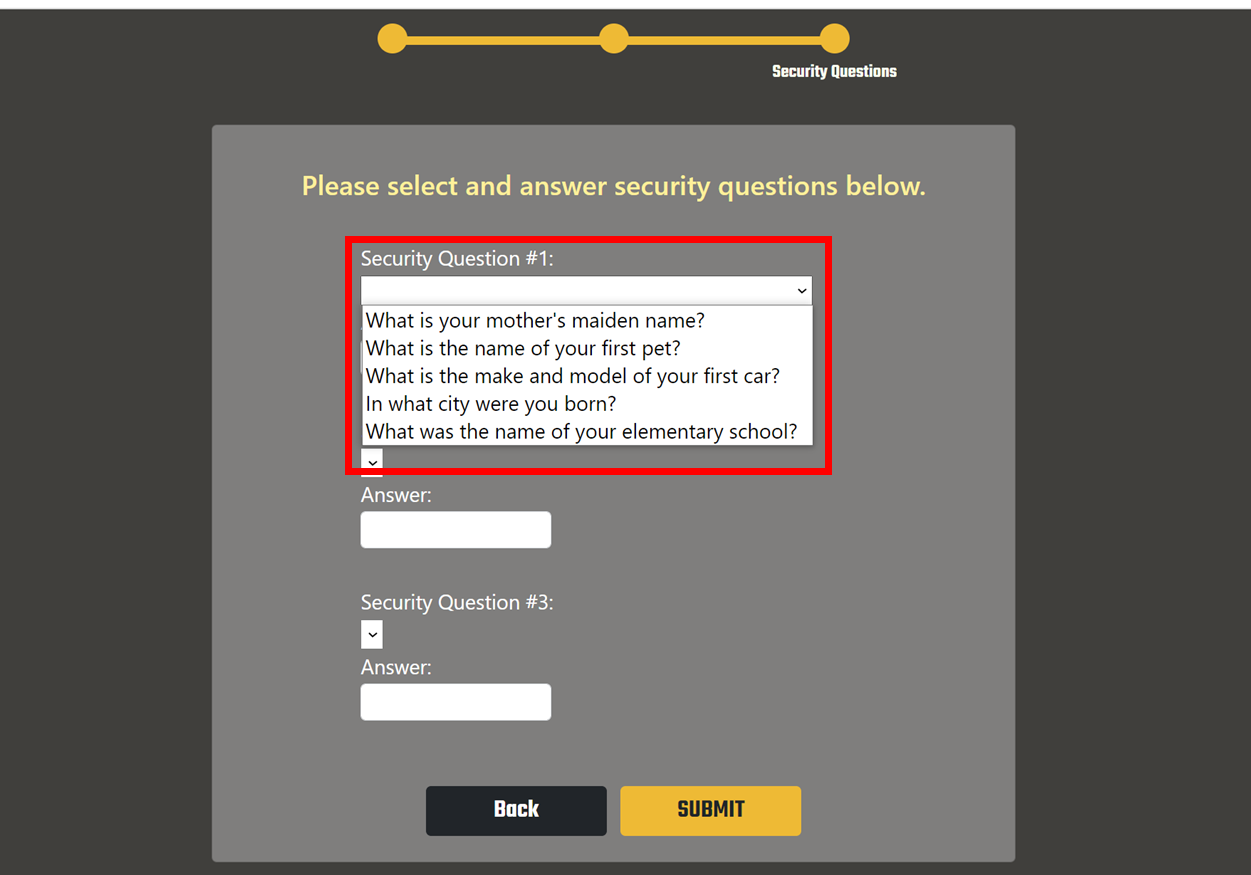 Security Questions
Please select and answer security questions below.
Security Question #1:
What is your mother's maiden name?
What is the name of your first pet?
What is the make and model of your first car?
In what city were you born?
What was the name of your elementary school?
Answer:
Security Question #3:
Answer:
Back
SUBMIT